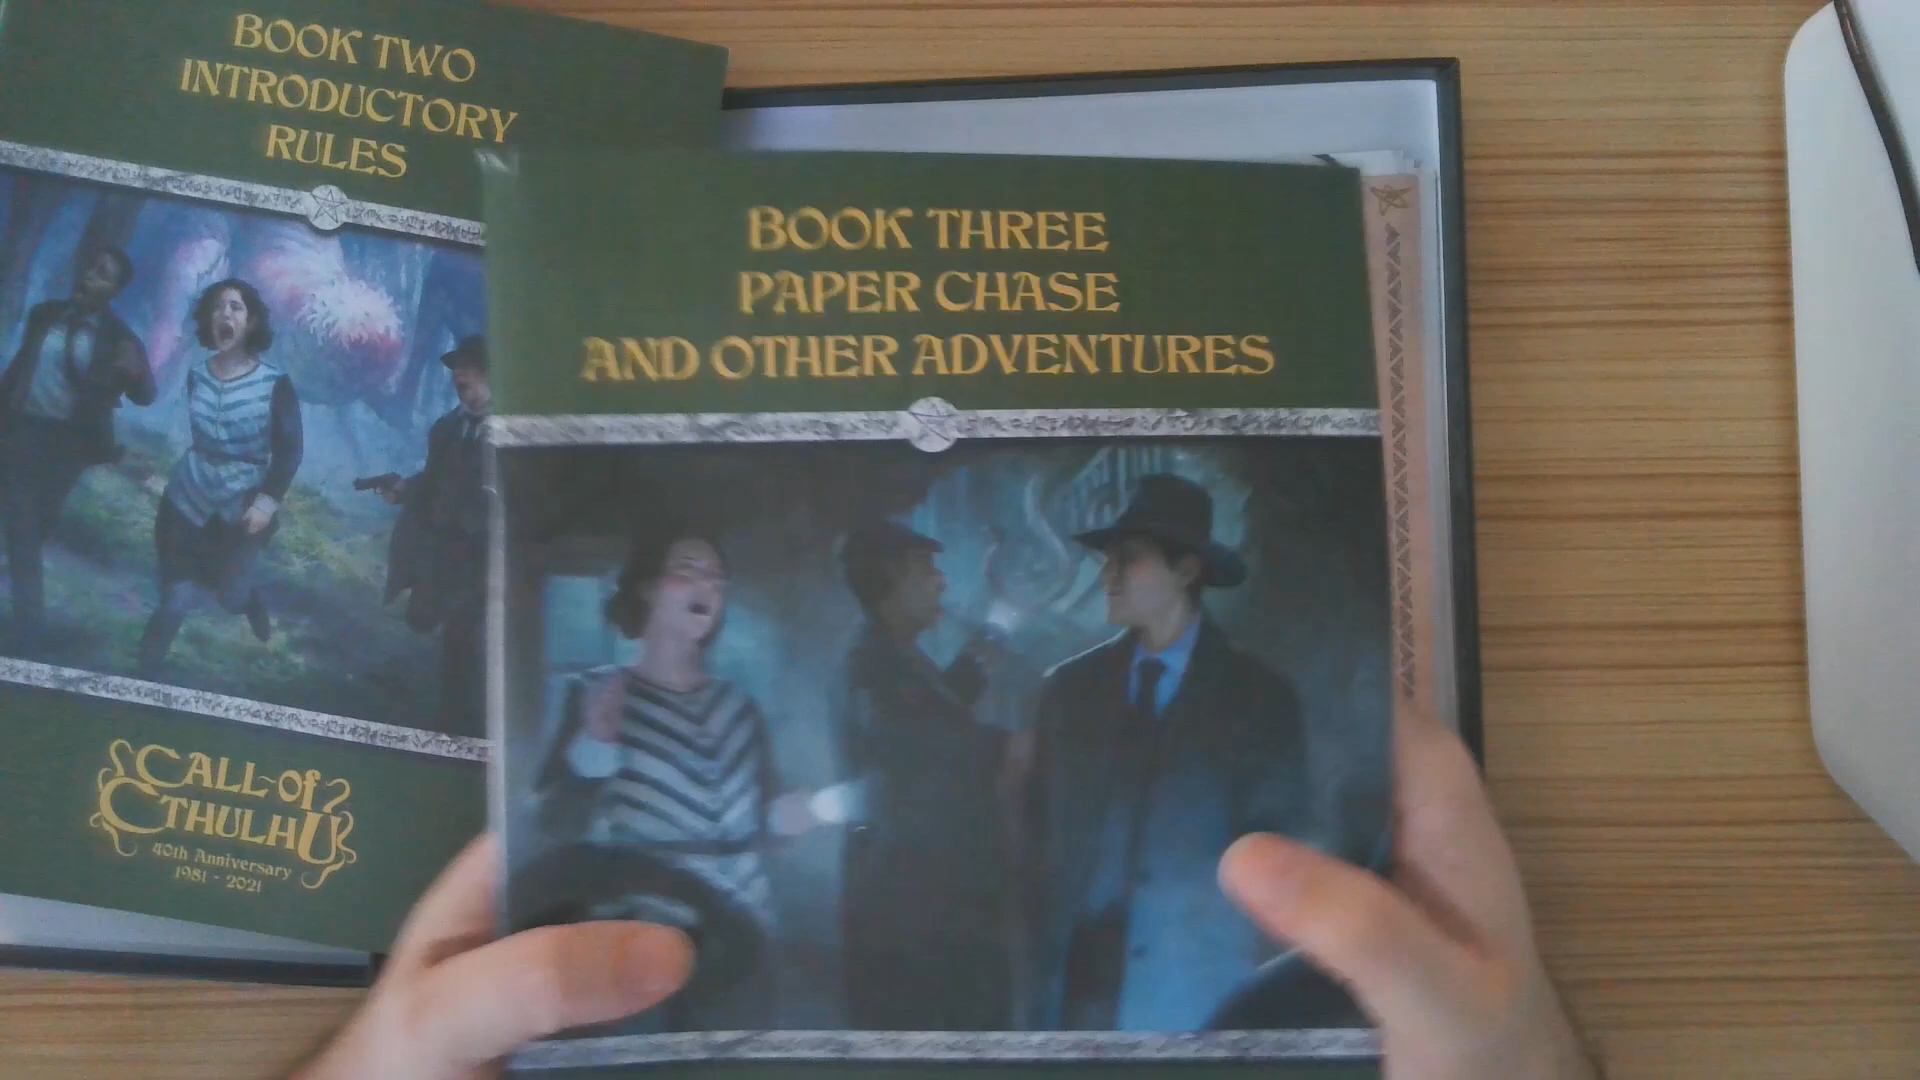 BOOK TWO
INTRODUCTORY
RULES
CALL of
CTHULHU
40th Anniversary
1981 - 2021
BOOK THREE
PAPER CHASE
AND OTHER ADVENTURES